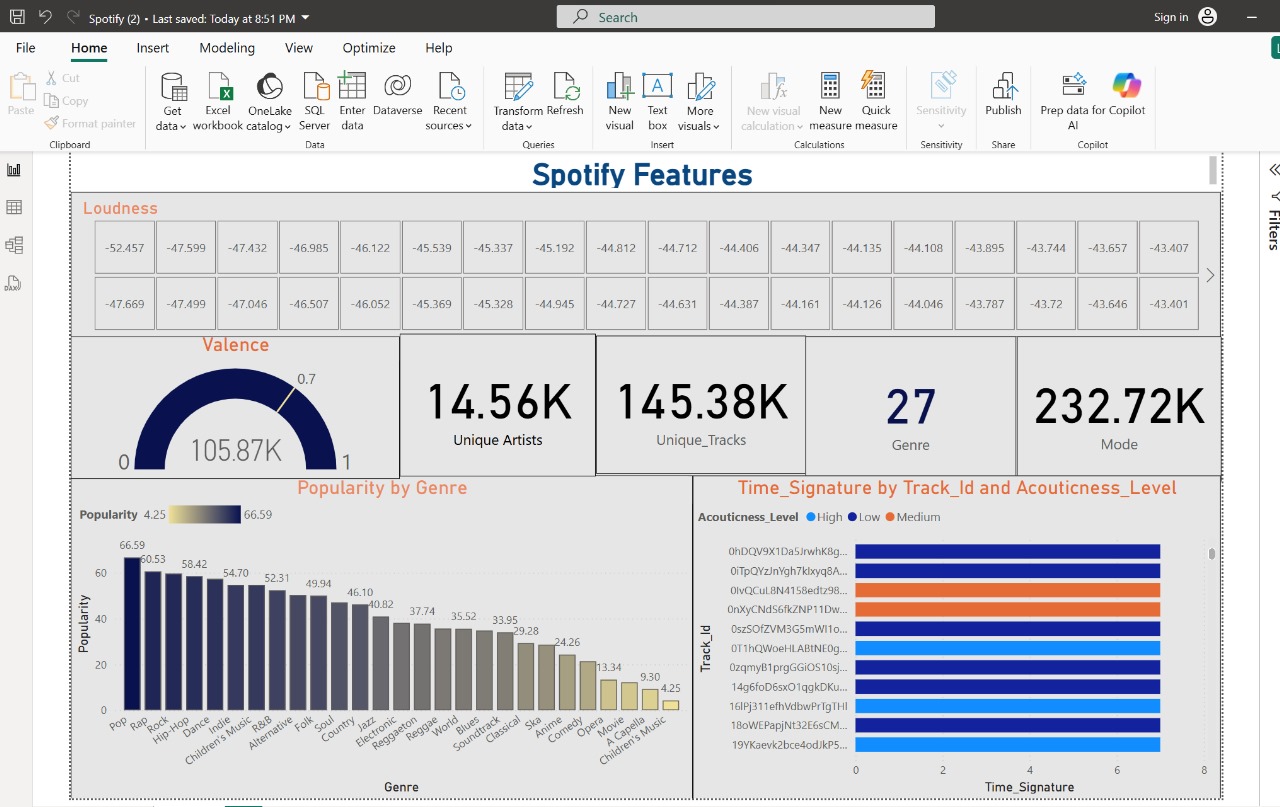 Spotify (2) • Last saved: Today at 8:51 PM
Search
Sign in
File Home Insert Modeling View Optimize Help
Paste
Cut
Copy
Format painter
Clipboard
Get data
Excel workbook
OneLake catalog
SQL Server
Enter data
Dataverse
Recent sources
Data
Transform data
Refresh
Queries
New visual
Text box
More visuals
Insert
New visual calculation
New measure
Quick measure
Calculations
Sensitivity
Sensitivity
Publish
Share
Prep data for AI
Copilot
Copilot
Filters
Spotify Features
Loudness
-52.457 -47.599 -47.432 -46.985 -46.122 -45.539 -45.337 -45.192 -44.812 -44.712 -44.406 -44.347 -44.135 -44.108 -43.895 -43.744 -43.657 -43.407
-47.669 -47.499 -47.046 -46.507 -46.052 -45.369 -45.328 -44.945 -44.727 -44.631 -44.387 -44.161 -44.126 -44.046 -43.787 -43.72 -43.646 -43.401
Valence
0.7
105.87K
0 1
14.56K
Unique Artists
145.38K
Unique_Tracks
27
Genre
232.72K
Mode
Popularity by Genre
Popularity 4.25 66.59
Popularity
60
40
20
0
66.59 60.53 58.42 54.70 52.31 49.94 46.10 40.82 37.74 35.52 33.95 29.28 24.26 13.34 9.30 4.25
Pop Rap Rock Hip-Hop Dance Indie Children's Music R&B Alternative Folk Soul Country Jazz Electronic Reggaeton Reggae World Blues Soundtrack Classical Ska Anime Comedy Opera Movie A Capella Children's Music
Genre
Time_Signature by Track_Id and Acouticness_Level
Acouticness_Level High Low Medium
Track_Id
0hDQV9X1Da5JrwhK8g...
0iTpQYzJnYgh7kIxyq8A...
0IvQCuL8N4158edtz98...
0nXyCNdS6fkZNP11Dw...
0szSOfZVM3G5mWI1o...
0T1hQWoeHLABtNE0g...
0zqmyB1prgGGiOS10sj...
14g6foD6sxO1qgkDKu...
16lPj311efhVdbwPrTgTHI
18oWEPapjNt32E6sCM...
19YKaevk2bce4odJkP5...
0 2 4 6 8
Time_Signature